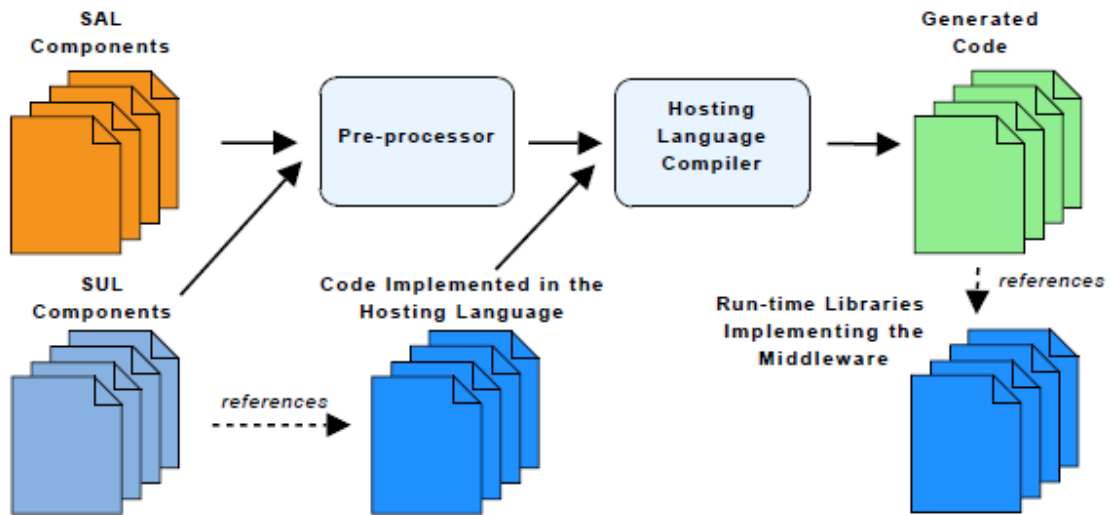 SAL
Components
Generated
Code
Pre-processor
Hosting
Language
Compiler
SUL
Components
Code Implemented in the
Hosting Language
references
Run-time Libraries
Implementing the
Middleware
references